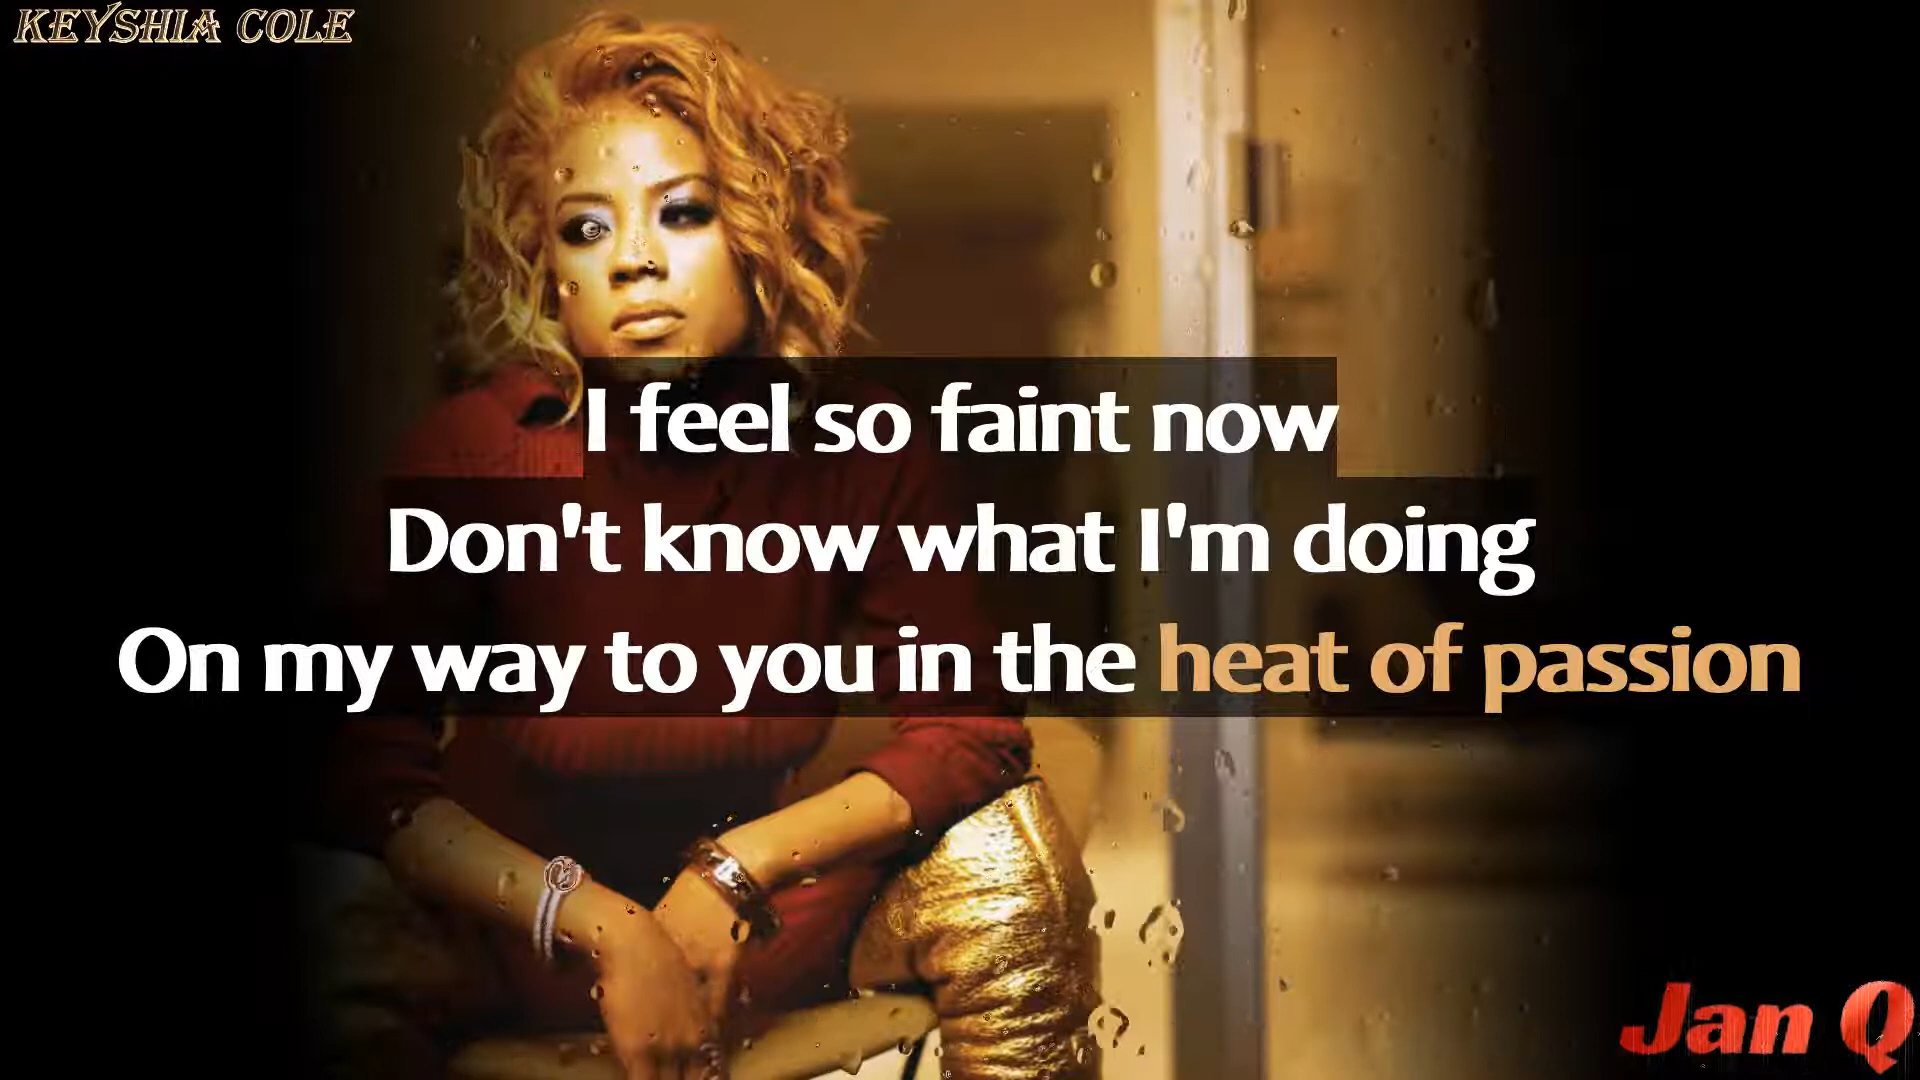 KEYSHIA COLE
I feel so faint now
Don't know what I'm doing
On my way to you in the heat of passion
Jan Q